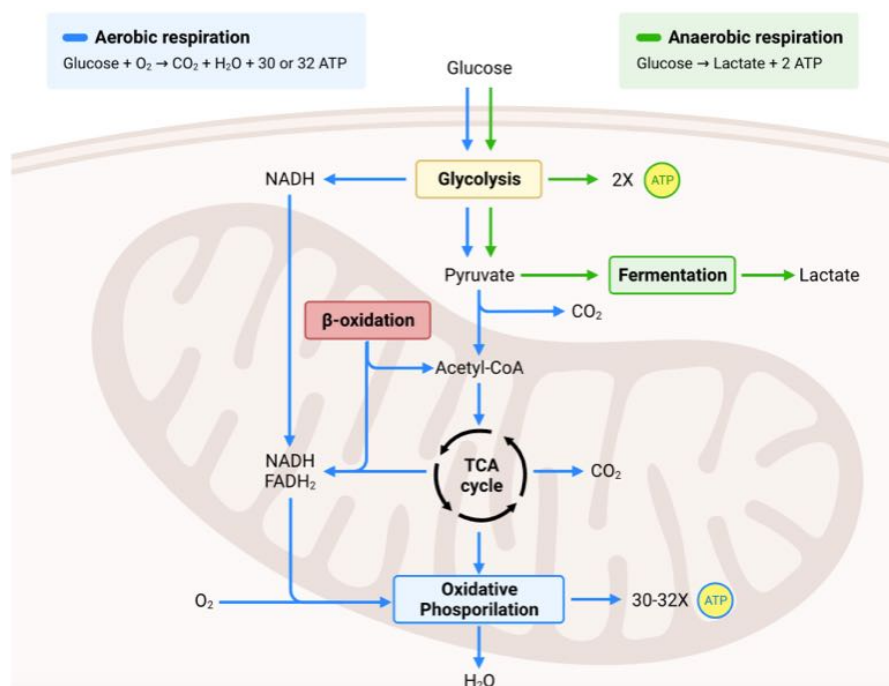 Aerobic respiration
Glucose + O₂ → CO₂ + H₂O + 30 or 32 ATP
Anaerobic respiration
Glucose → Lactate + 2 ATP
Glucose
NADH
Glycolysis
2X ATP
Pyruvate
Fermentation
Lactate
CO₂
β-oxidation
Acetyl-CoA
NADH
FADH₂
TCA
cycle
CO₂
O₂
Oxidative
Phosporilation
30-32X ATP
H₂O